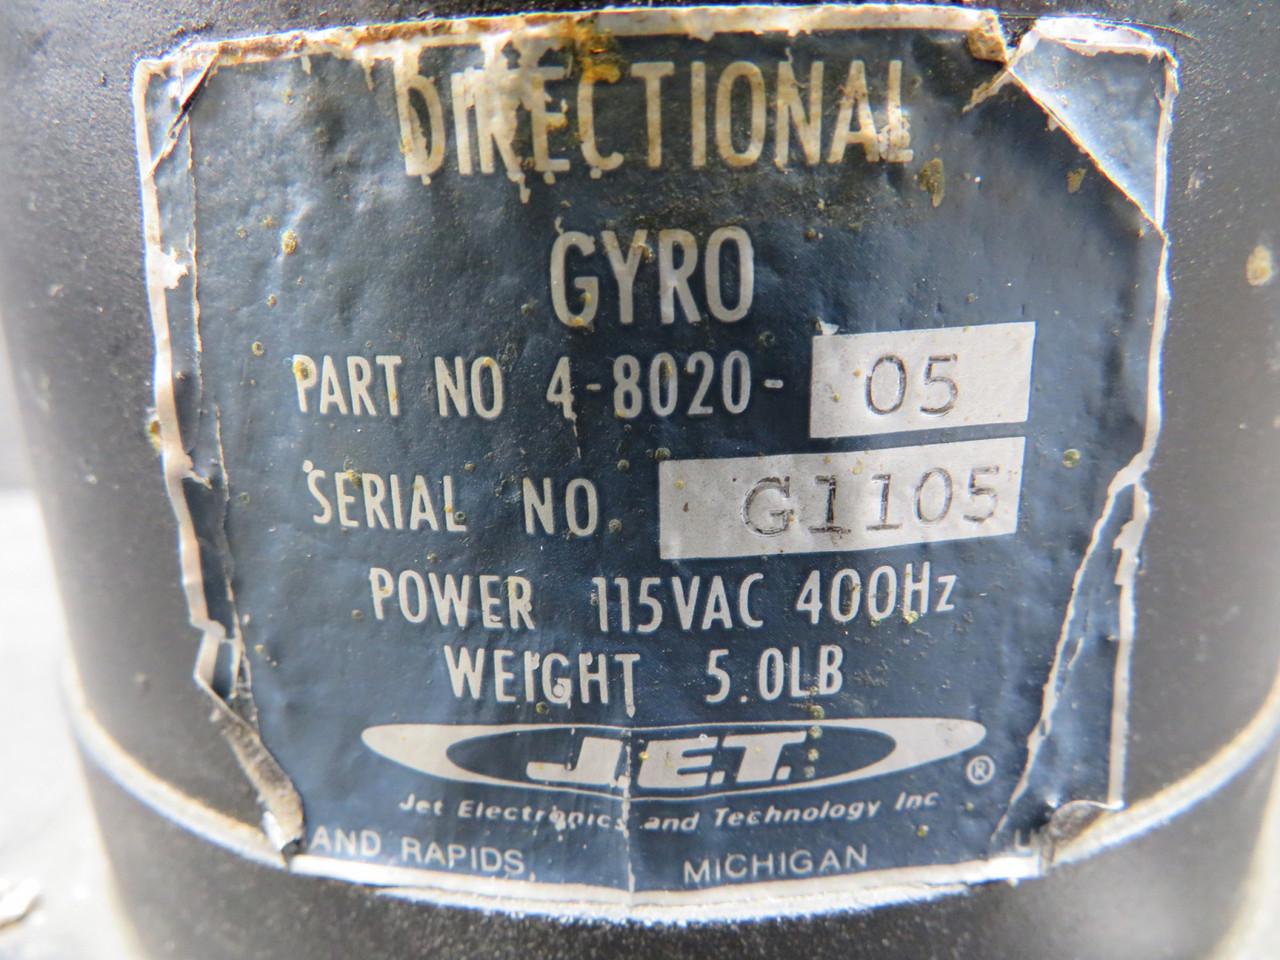 DIRECTIONAL
GYRO
PART NO 4-8020- 05
SERIAL NO G1105
POWER 115VAC 400Hz
WEIGHT 5.0LB
J.E.T. ®
Jet Electronics and Technology Inc
AND RAPIDS, MICHIGAN